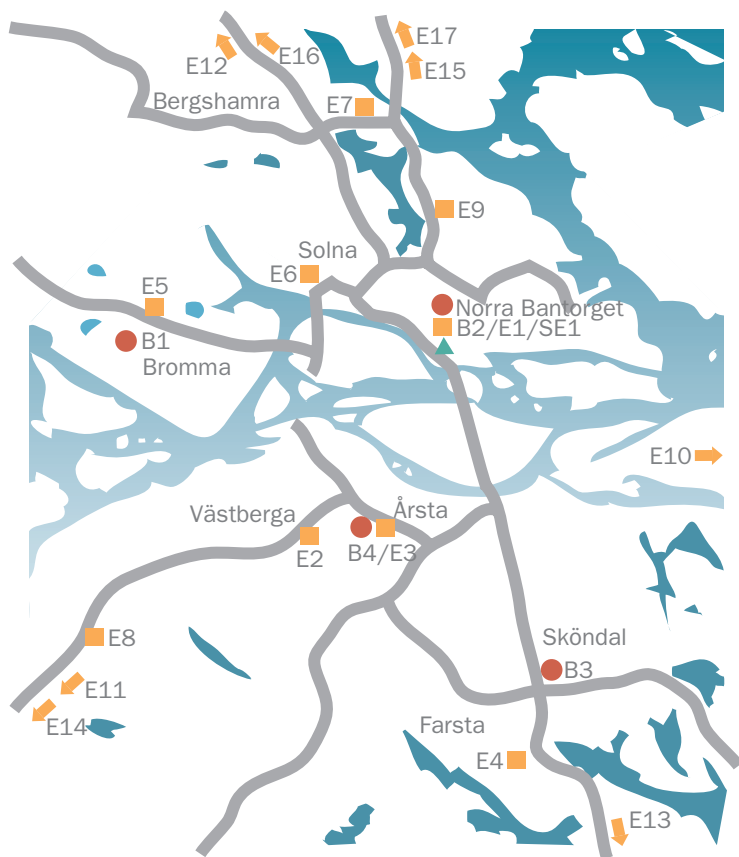 E17
E16
E12
E15
Bergshamra
E7
E9
Solna
E6
E5
Norra Bantorget
B2/E1/SE1
B1
Bromma
E10
Västberga
Årsta
E2
B4/E3
E8
Sköndal
B3
E11
E14
Farsta
E4
E13